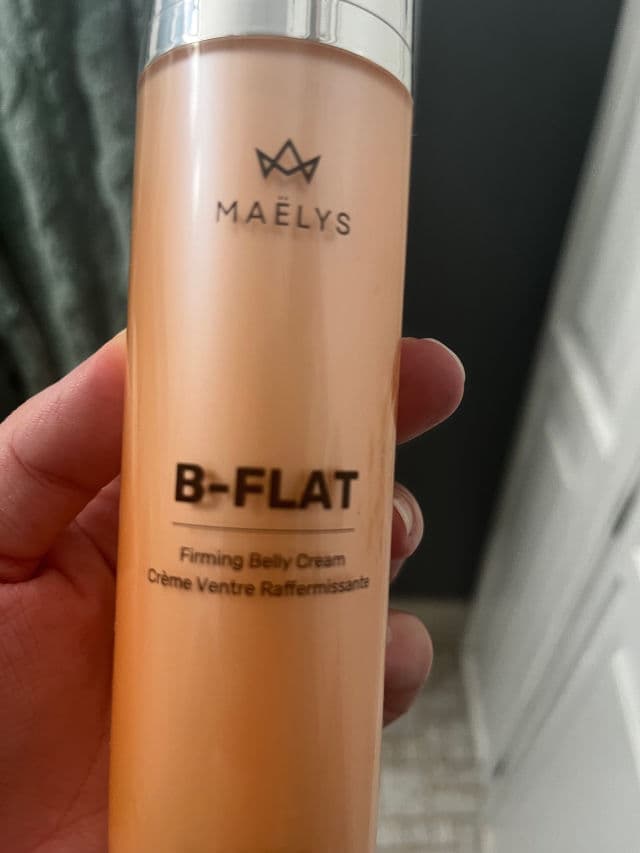 MAËLYS
B-FLAT
Firming Belly Cream
Crème Ventre Raffermissante